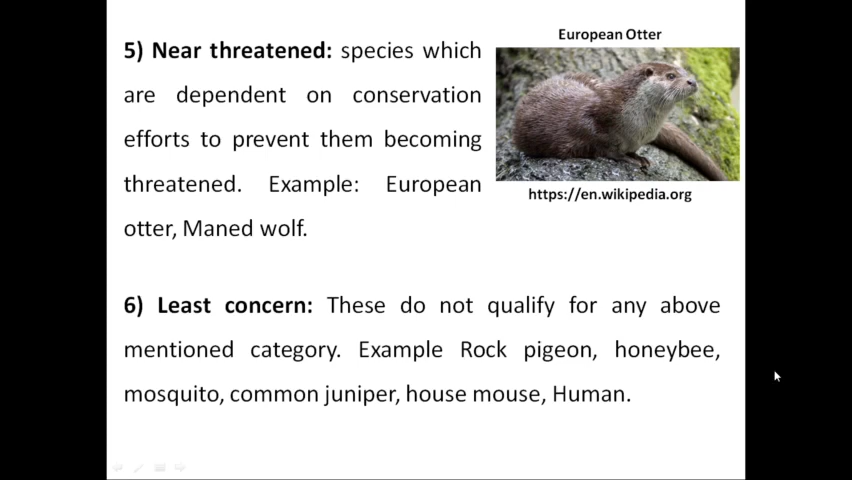 5) Near threatened: species which
are dependent on conservation
efforts to prevent them becoming
threatened. Example: European
otter, Maned wolf.
European Otter
https://en.wikipedia.org
6) Least concern: These do not qualify for any above
mentioned category. Example Rock pigeon, honeybee,
mosquito, common juniper, house mouse, Human.